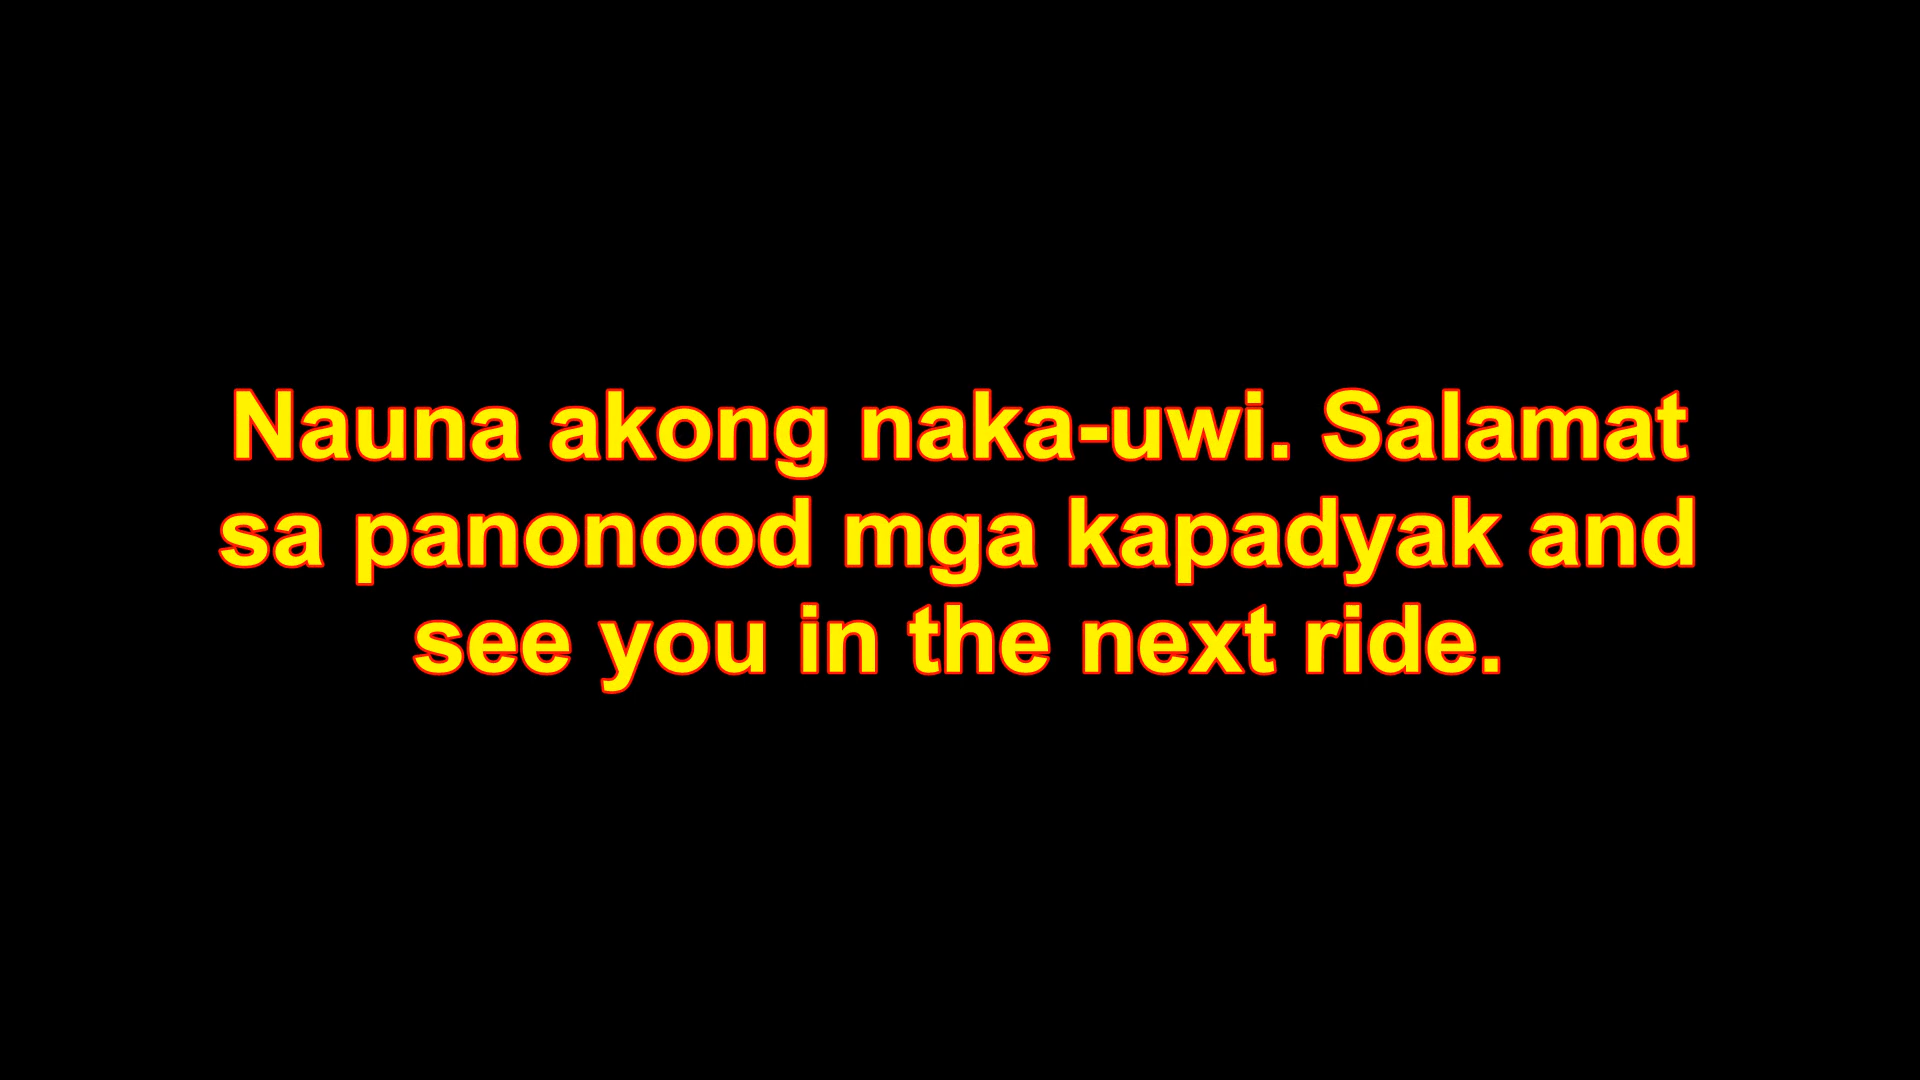 Nauna akong naka-uwi. Salamat
sa panonood mga kapadyak and
see you in the next ride.